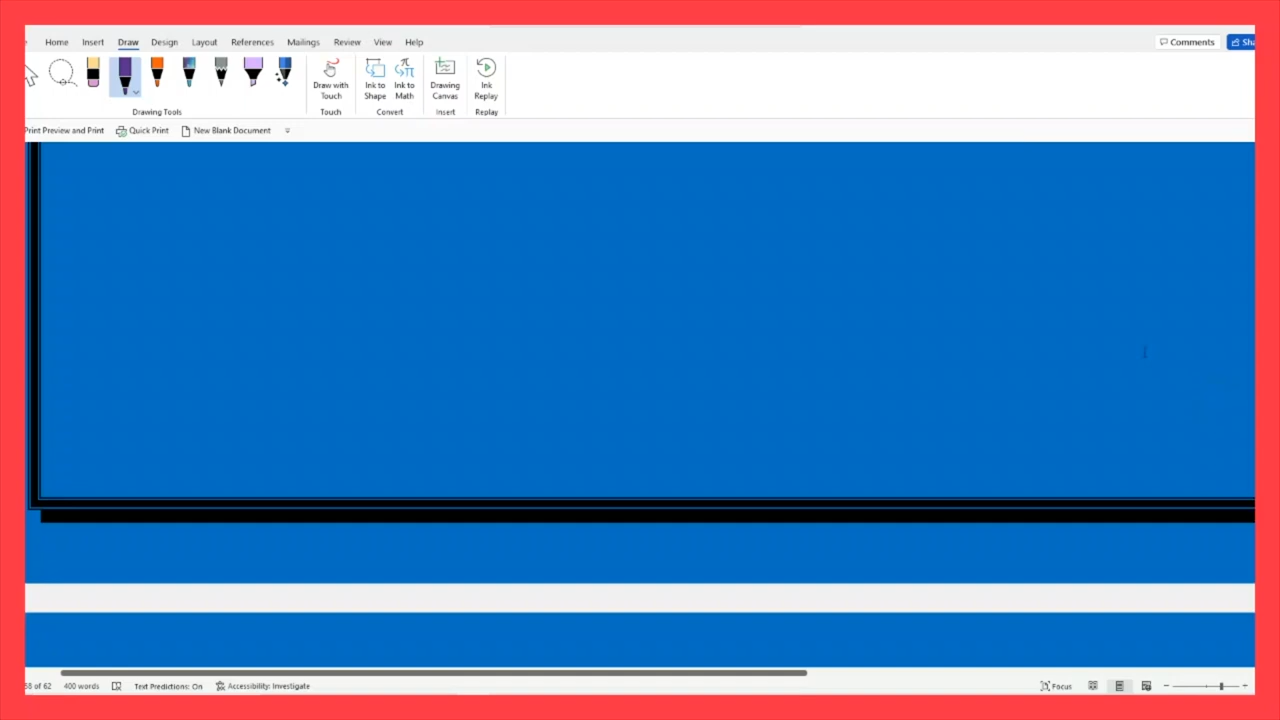 Home Insert Draw Design Layout References Mailings Review View Help Comments
Draw with Touch
Ink to Shape
Ink to Math
Drawing Canvas
Ink Replay
Drawing Tools Touch Convert Insert Replay
Print Preview and Print Quick Print New Blank Document
of 62 400 words Text Predictions: On Accessibility: Investigate Focus